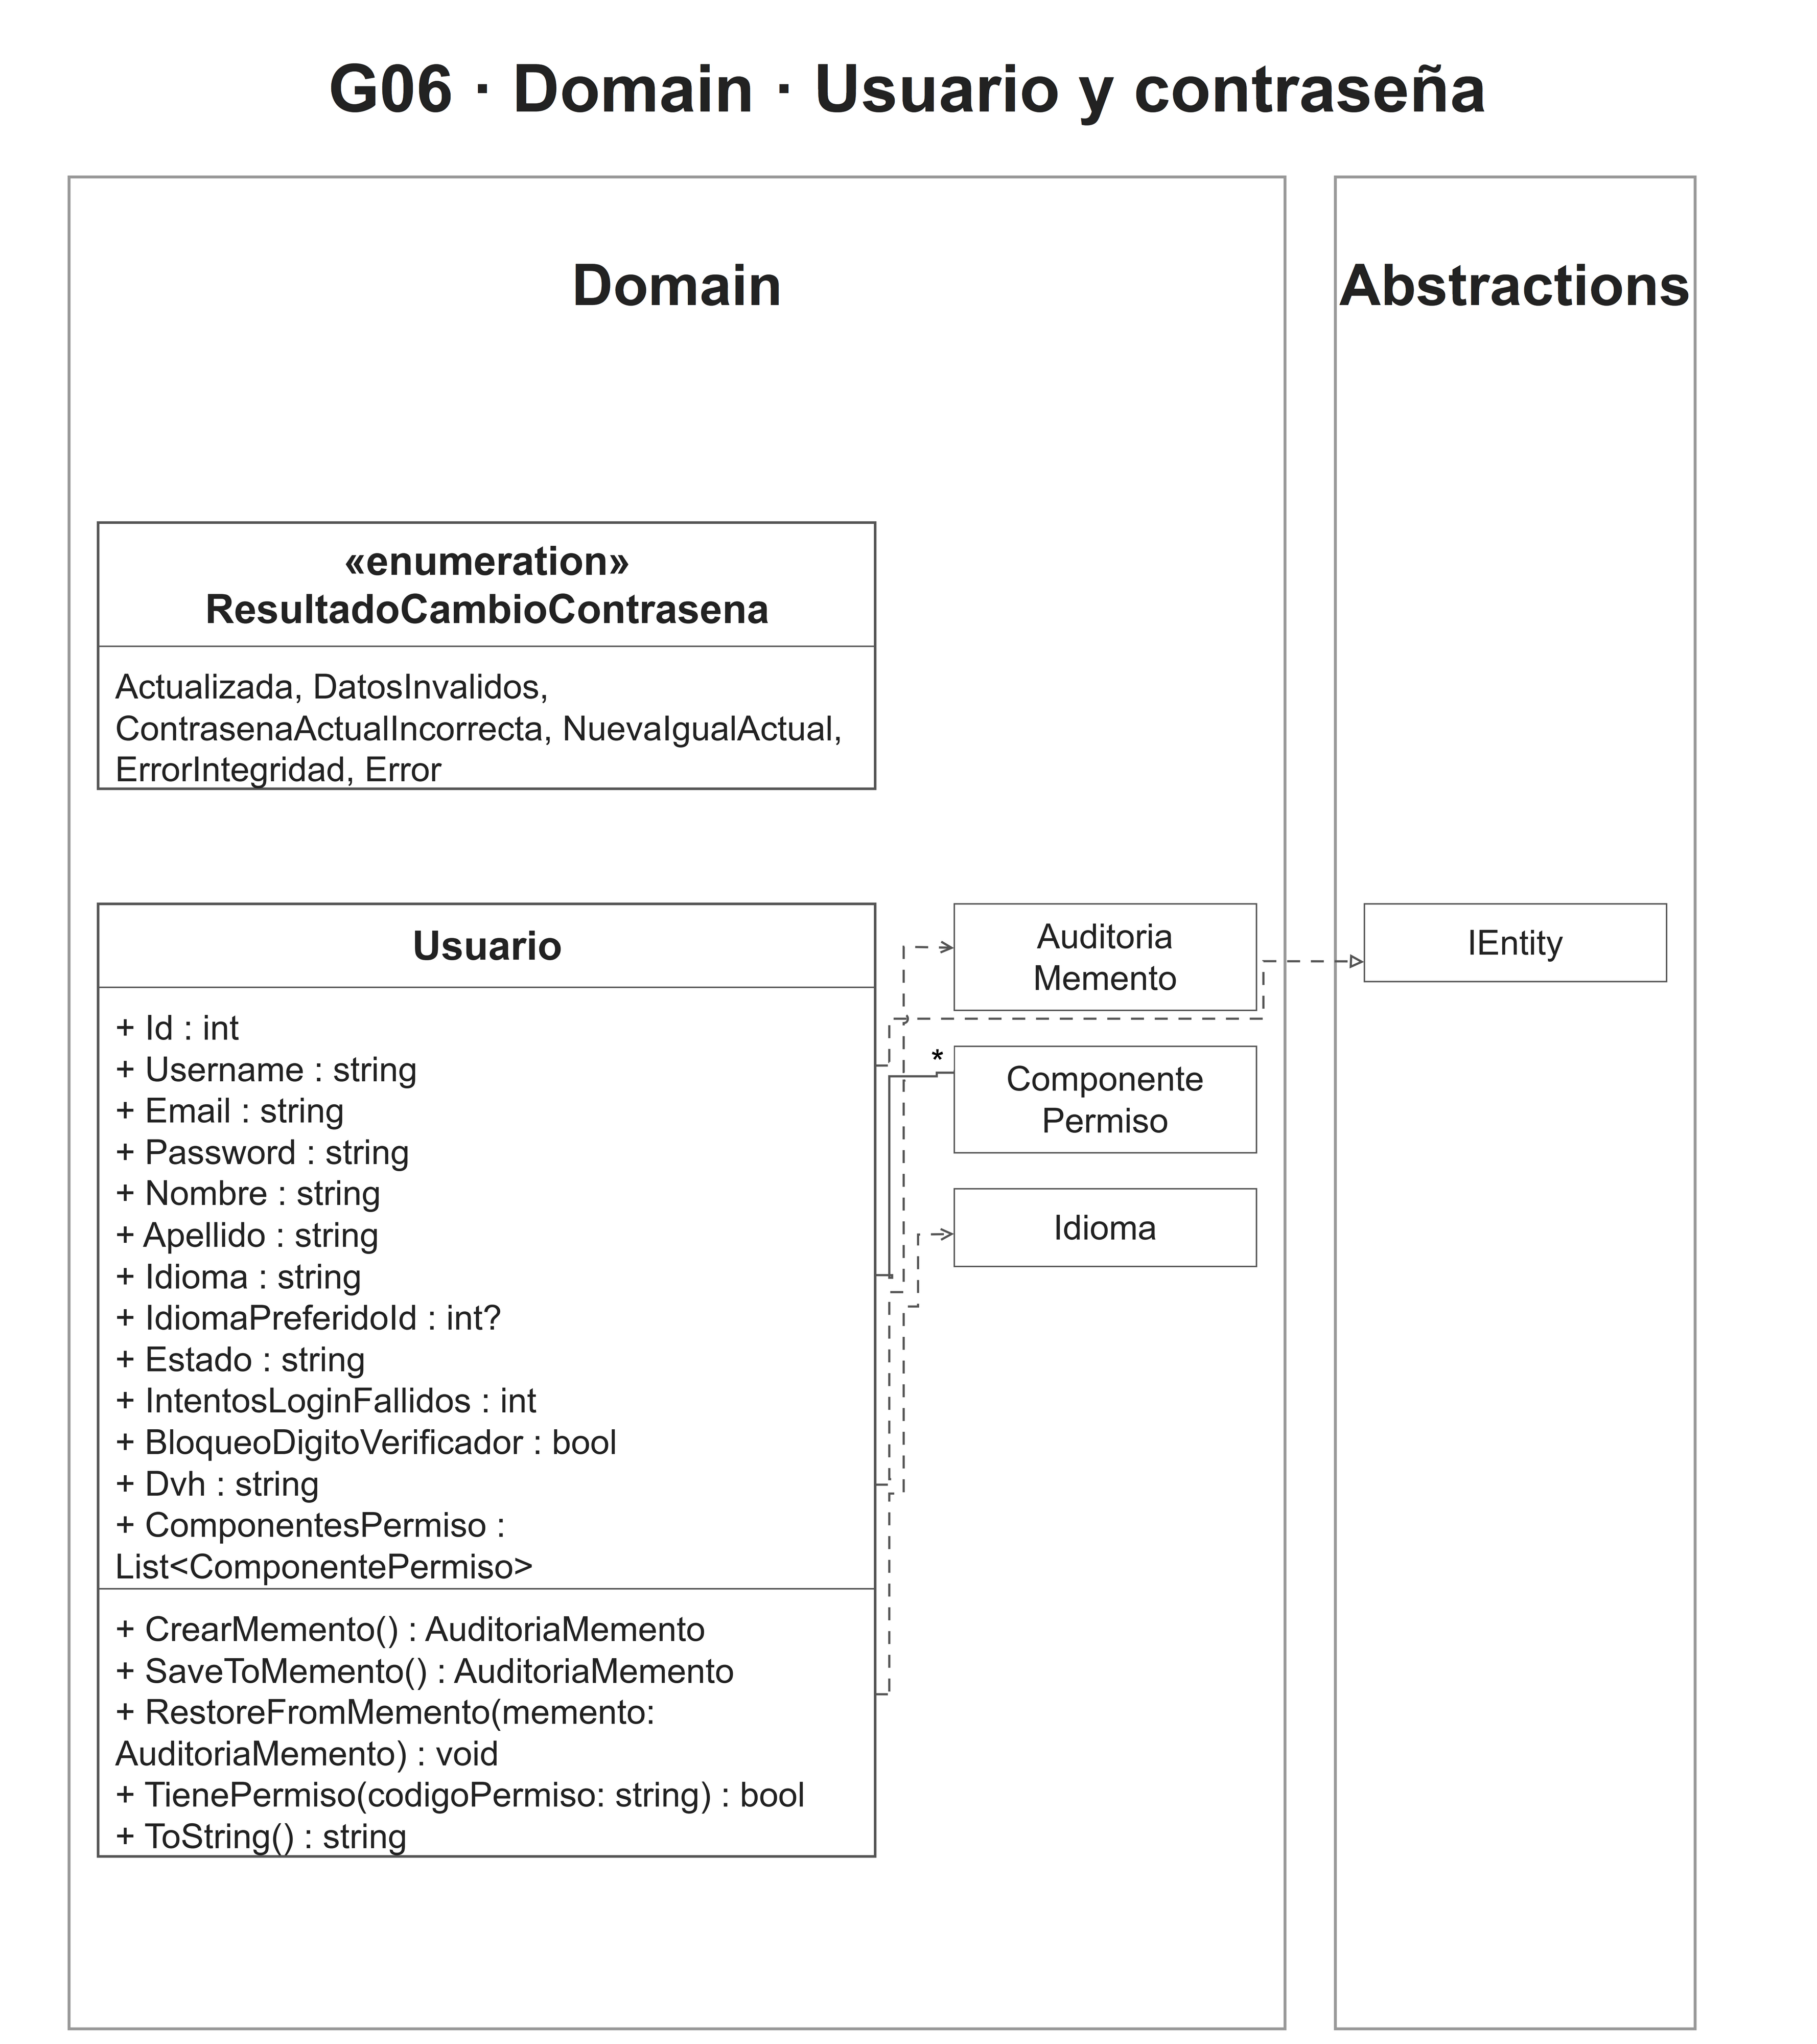 G06 · Domain · Usuario y contraseña
Domain
Abstractions
«enumeration»
ResultadoCambioContrasena
Actualizada, DatosInvalidos,
ContrasenaActualIncorrecta, NuevaIgualActual,
ErrorIntegridad, Error
Usuario
+ Id : int
+ Username : string
+ Email : string
+ Password : string
+ Nombre : string
+ Apellido : string
+ Idioma : string
+ IdiomaPreferidoId : int?
+ Estado : string
+ IntentosLoginFallidos : int
+ BloqueoDigitoVerificador : bool
+ Dvh : string
+ ComponentesPermiso :
List<ComponentePermiso>
+ CrearMemento() : AuditoriaMemento
+ SaveToMemento() : AuditoriaMemento
+ RestoreFromMemento(memento:
AuditoriaMemento) : void
+ TienePermiso(codigoPermiso: string) : bool
+ ToString() : string
Auditoria
Memento
*
Componente
Permiso
Idioma
IEntity